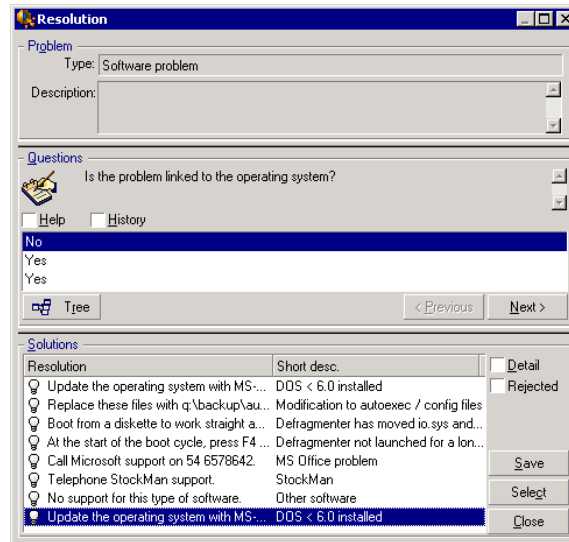 Resolution
Problem
Type: Software problem
Description:
Questions
Is the problem linked to the operating system?
Help History
No
Yes
Yes
Tree < Previous Next >
Solutions
Resolution Short desc. Detail
Update the operating system with MS-... DOS < 6.0 installed Rejected
Replace these files with q:\backup\au... Modification to autoexec / config files
Boot from a diskette to work straight a... Defragmenter has moved io.sys and...
At the start of the boot cycle, press F4 ... Defragmenter not launched for a lon...
Call Microsoft support on 54 6578642. MS Office problem Save
Telephone StockMan support. StockMan
No support for this type of software. Other software Select
Update the operating system with MS-... DOS < 6.0 installed Close